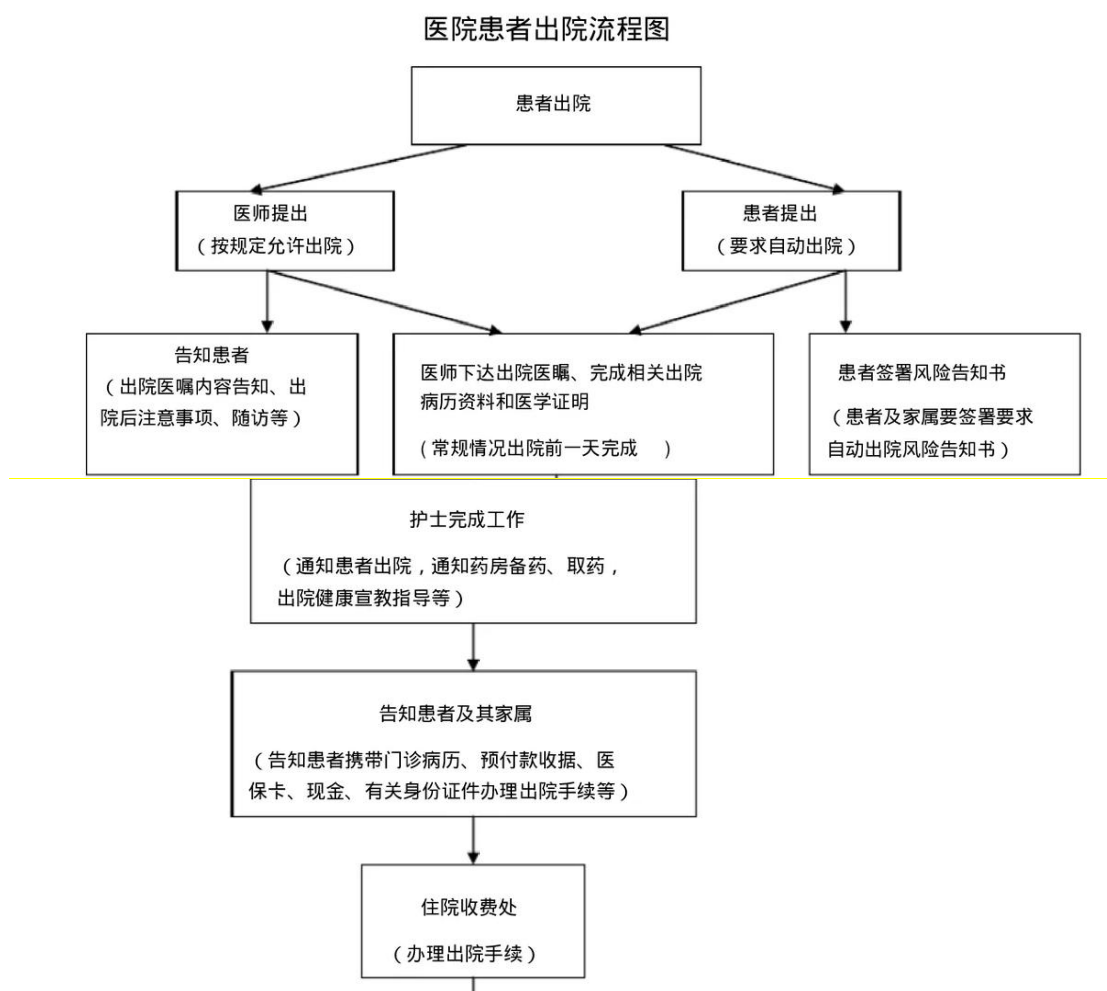 医院患者出院流程图
患者出院
医师提出
（按规定允许出院）
患者提出
（要求自动出院）
告知患者
（出院医嘱内容告知、出
院后注意事项、随访等）
医师下达出院医瞩、完成相关出院
病历资料和医学证明
(常规情况出院前一天完成 )
患者签署风险告知书
（患者及家属要签署要求
自动出院风险告知书）
护士完成工作
（通知患者出院，通知药房备药、取药，
出院健康宣教指导等）
告知患者及其家属
（告知患者携带门诊病历、预付款收据、医
保卡、现金、有关身份证件办理出院手续等）
住院收费处
（办理出院手续）